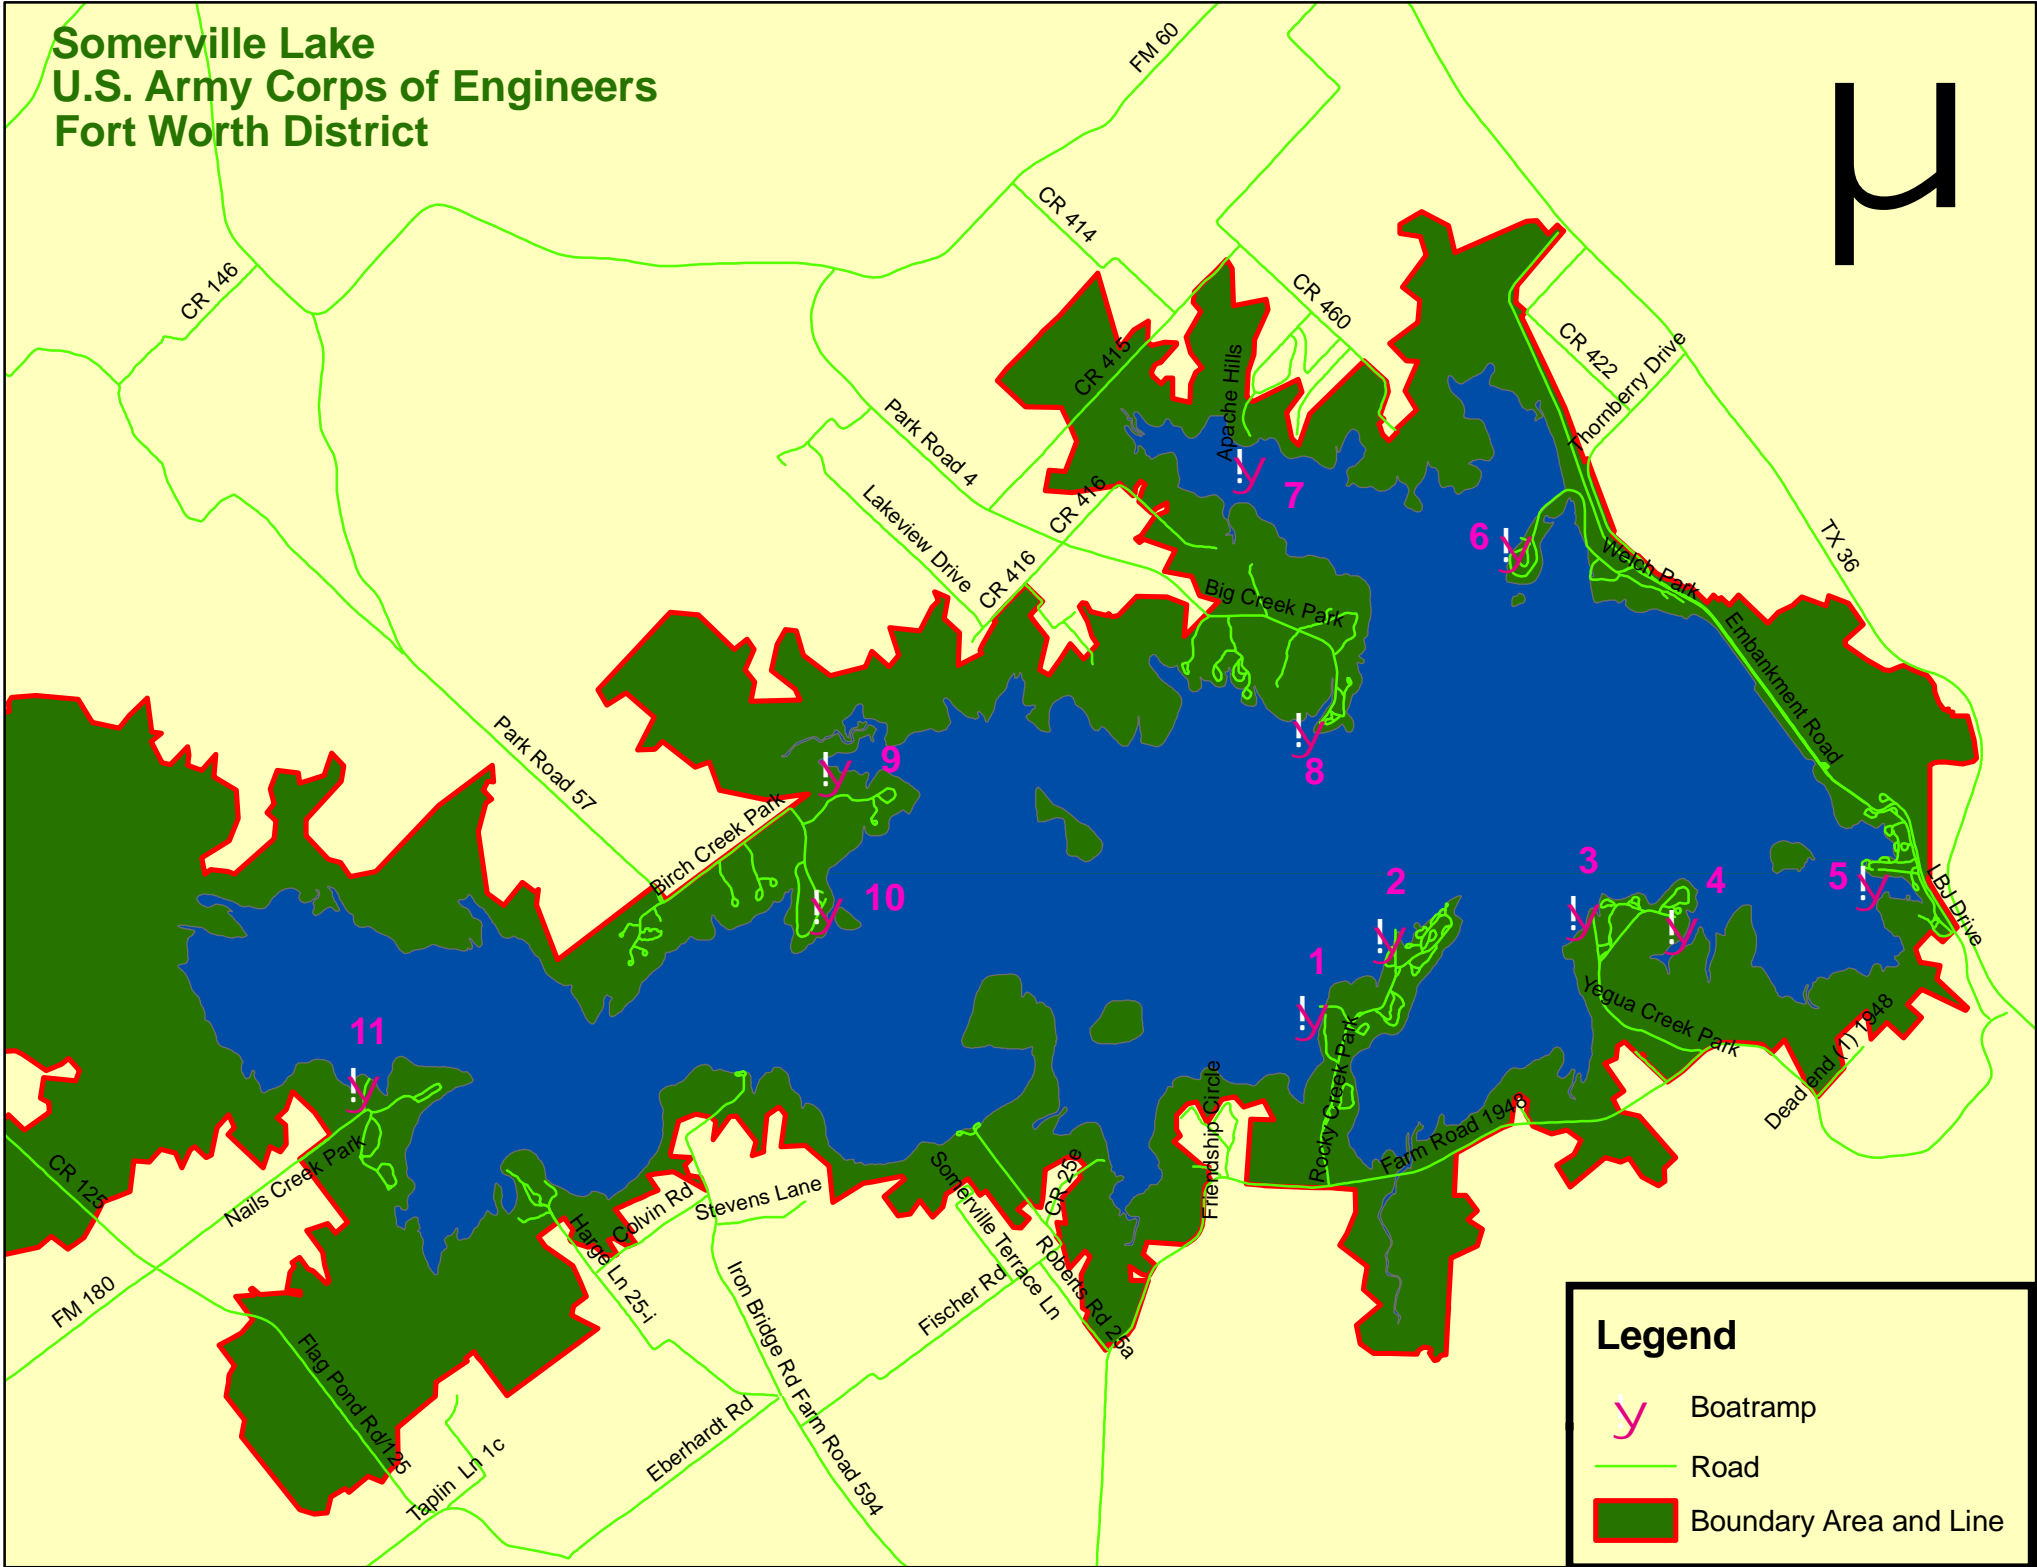 Somerville Lake
U.S. Army Corps of Engineers
Fort Worth District
µ
FM 60
CR 414
CR 146
CR 460
CR 415
CR 422
Thornberry Drive
Apache Hills
Park Road 4
7
CR 416
Lakeview Drive
6
TX 36
Welch Park
CR 416
Big Creek Park
Embankment Road
Park Road 57
9
8
Birch Creek Park
3
2
4
5
LBJ Drive
10
1
Yegua Creek Park
11
Dead end (1) 1948
Rocky Creek Park
Friendship Circle
Farm Road 1948
CR 125
Nails Creek Park
Somerville Terrace Ln
CR 25e
Colvin Rd
Stevens Lane
Harge Ln 25-i
Roberts Rd 25a
Fischer Rd
FM 180
Iron Bridge Rd Farm Road 594
Flag Pond Rd/125
Eberhardt Rd
Taplin Ln 1c
Legend
y Boatramp
Road
Boundary Area and Line